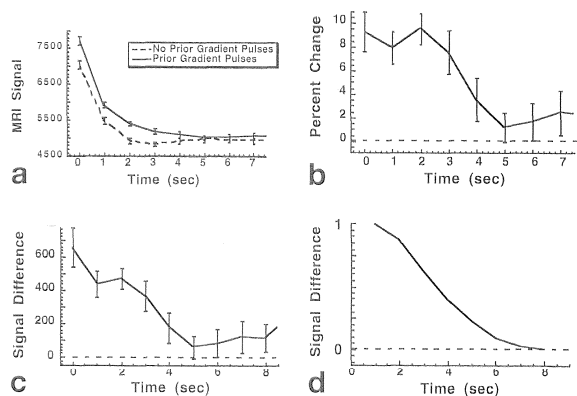 7500
6500
5500
4500
MRI Signal
No Prior Gradient Pulses
Prior Gradient Pulses
0 1 2 3 4 5 6 7
Time (sec)
a
10
8
6
4
2
0
Percent Change
0 1 2 3 4 5 6 7
Time (sec)
b
600
400
200
0
Signal Difference
0 2 4 6 8
Time (sec)
c
1
0
Signal Difference
0 2 4 6 8
Time (sec)
d